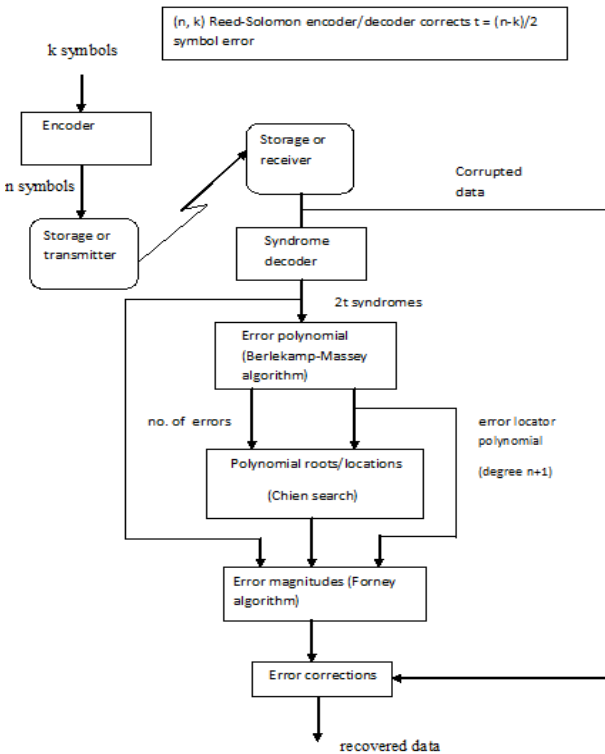 (n, k) Reed-Solomon encoder/decoder corrects t = (n-k)/2
symbol error
k symbols
Encoder
n symbols
Storage or
transmitter
Storage or
receiver
Corrupted
data
Syndrome
decoder
2t syndromes
Error polynomial
(Berlekamp-Massey
algorithm)
no. of errors
error locator
polynomial
(degree n+1)
Polynomial roots/locations
(Chien search)
Error magnitudes (Forney
algorithm)
Error corrections
recovered data